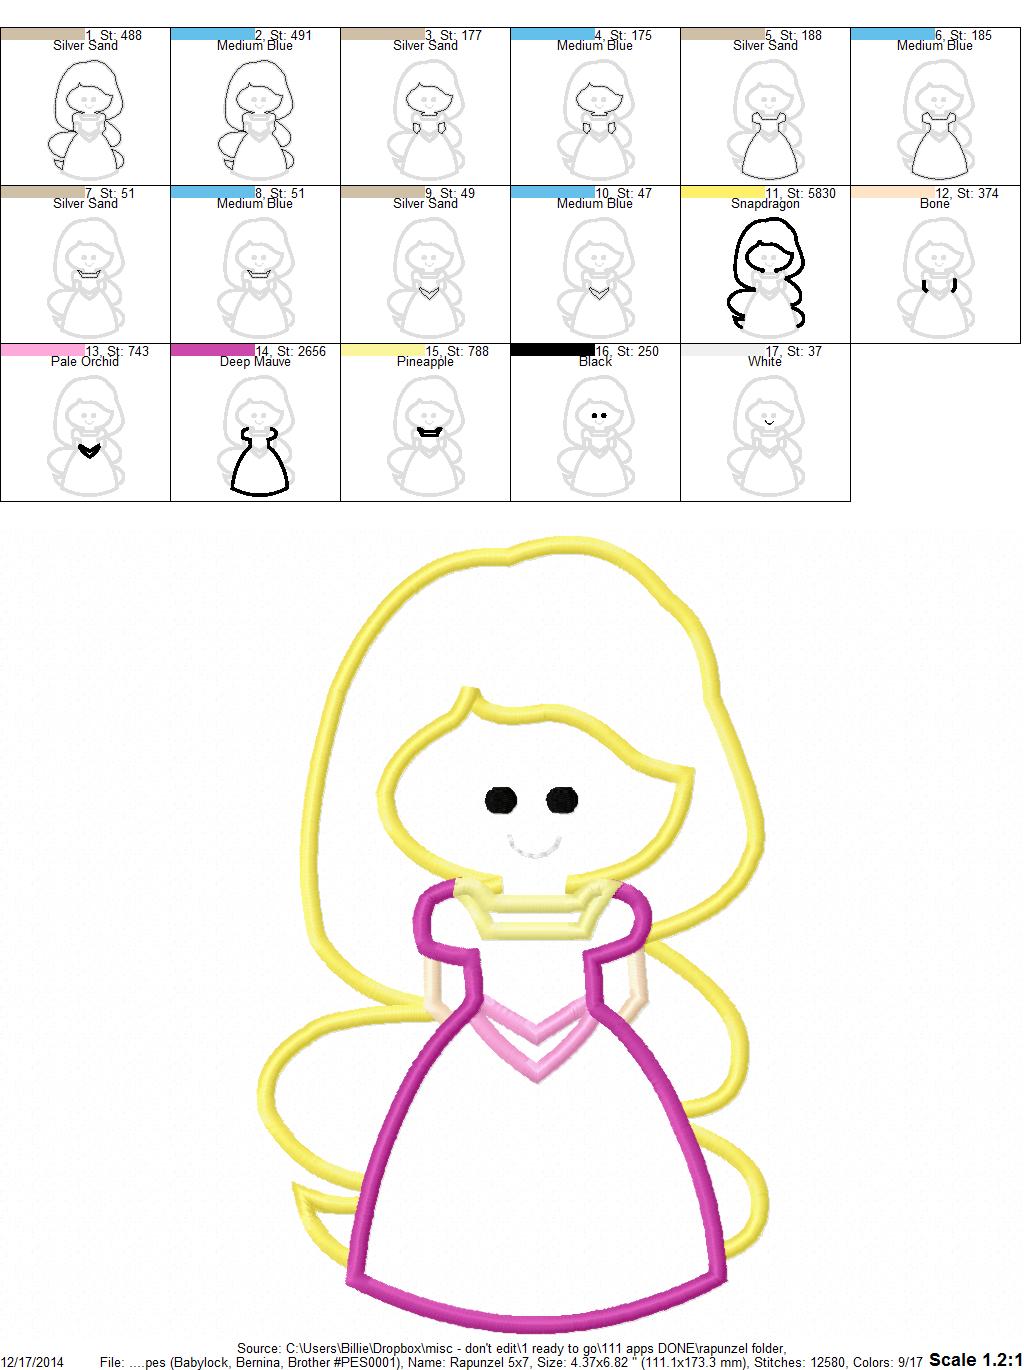 1, St: 488
Silver Sand
2, St: 491
Medium Blue
3, St: 177
Silver Sand
4, St: 175
Medium Blue
5, St: 188
Silver Sand
6, St: 185
Medium Blue
7, St: 51
Silver Sand
8, St: 51
Medium Blue
9, St: 49
Silver Sand
10, St: 47
Medium Blue
11, St: 5830
Snapdragon
12, St: 374
Bone
13, St: 743
Pale Orchid
14, St: 2656
Deep Mauve
15, St: 788
Pineapple
16, St: 250
Black
17, St: 37
White
Source: C:\Users\Billie\Dropbox\misc - don't edit\1 ready to go\111 apps DONE\rapunzel folder,
12/17/2014 File: ....pes (Babylock, Bernina, Brother #PES0001), Name: Rapunzel 5x7, Size: 4.37x6.82 " (111.1x173.3 mm), Stitches: 12580, Colors: 9/17 Scale 1.2:1